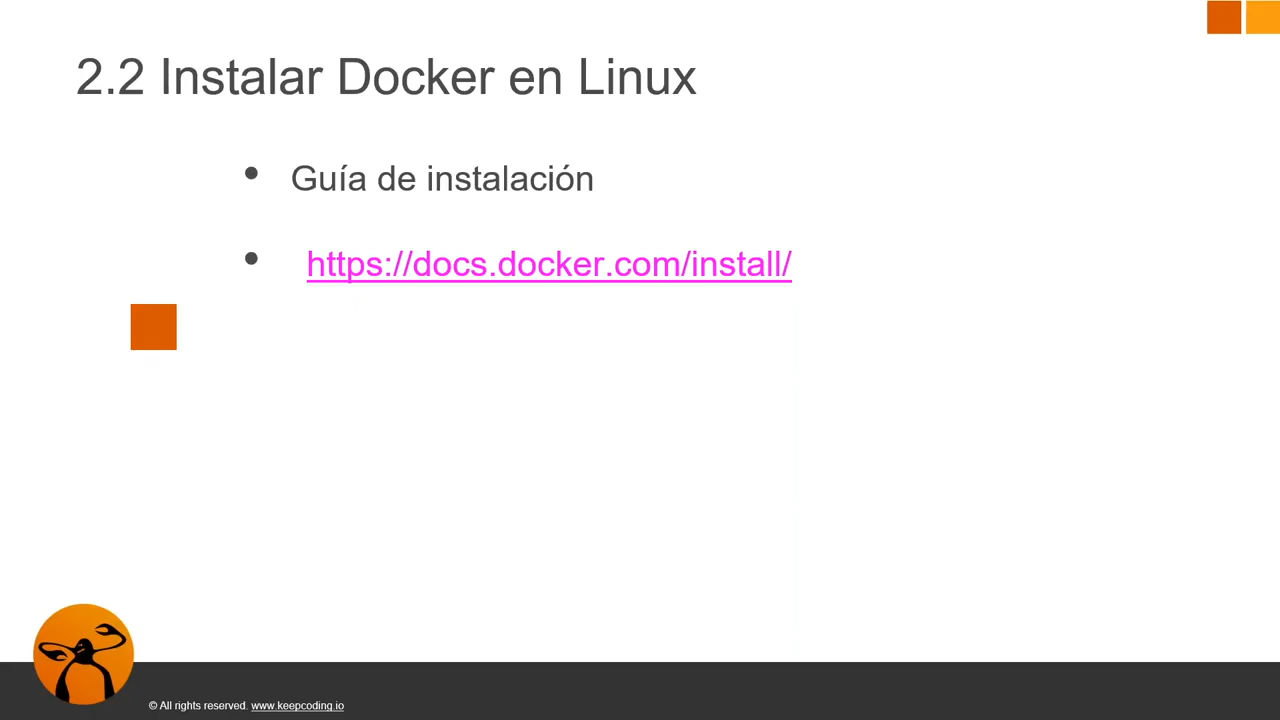 2.2 Instalar Docker en Linux
• Guía de instalación
• https://docs.docker.com/install/
© All rights reserved. www.keepcoding.io